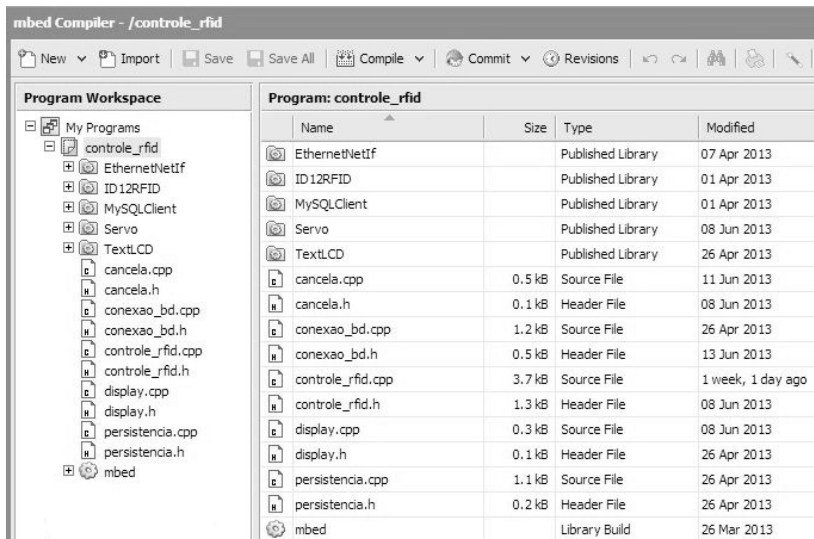 mbed Compiler - /controle_rfid
New Import Save Save All Compile Commit Revisions
Program Workspace
My Programs
controle_rfid
EthernetNetIf
ID12RFID
MySQLClient
Servo
TextLCD
cancela.cpp
cancela.h
conexao_bd.cpp
conexao_bd.h
controle_rfid.cpp
controle_rfid.h
display.cpp
display.h
persistencia.cpp
persistencia.h
mbed
Program: controle_rfid
Name Size Type Modified
EthernetNetIf Published Library 07 Apr 2013
ID12RFID Published Library 01 Apr 2013
MySQLClient Published Library 01 Apr 2013
Servo Published Library 08 Jun 2013
TextLCD Published Library 26 Apr 2013
cancela.cpp 0.5 kB Source File 11 Jun 2013
cancela.h 0.1 kB Header File 08 Jun 2013
conexao_bd.cpp 1.2 kB Source File 26 Apr 2013
conexao_bd.h 0.5 kB Header File 13 Jun 2013
controle_rfid.cpp 3.7 kB Source File 1 week, 1 day ago
controle_rfid.h 1.3 kB Header File 08 Jun 2013
display.cpp 0.3 kB Source File 08 Jun 2013
display.h 0.1 kB Header File 26 Apr 2013
persistencia.cpp 1.1 kB Source File 26 Apr 2013
persistencia.h 0.2 kB Header File 26 Apr 2013
mbed Library Build 26 Mar 2013